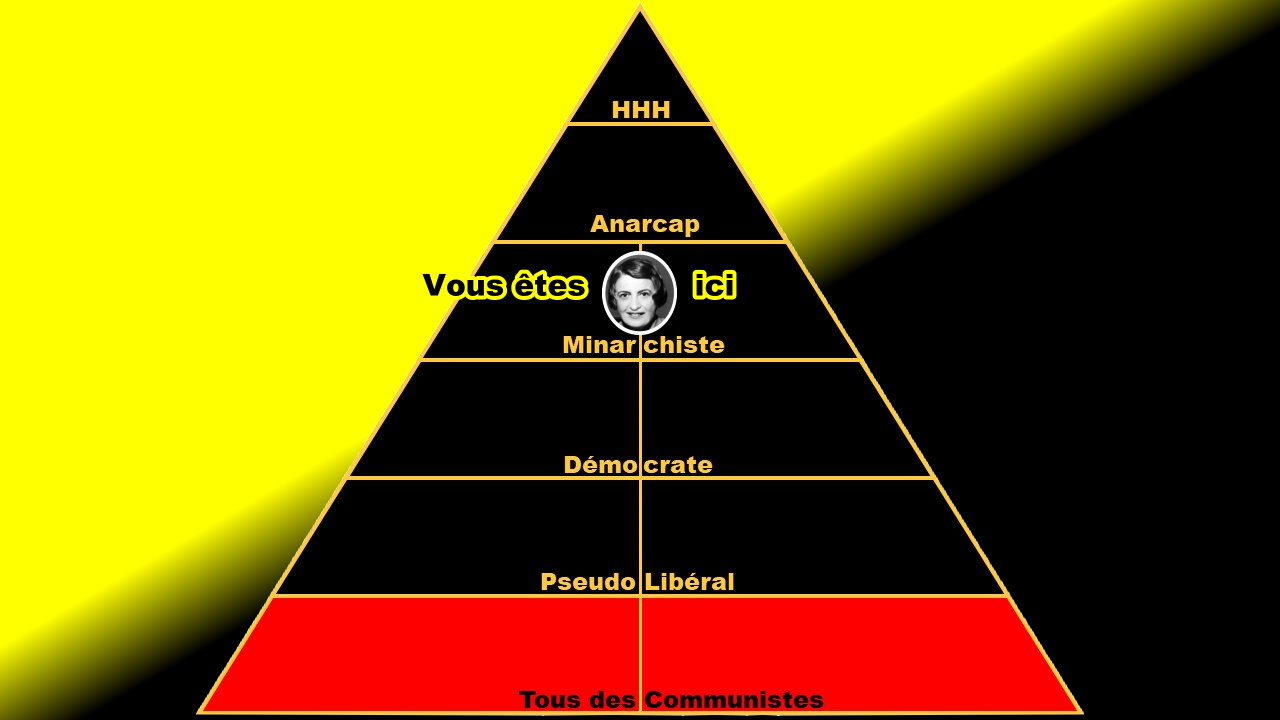 HHH
Anarcap
Vous êtes ici
Minarchiste
Démocrate
Pseudo Libéral
Tous des Communistes